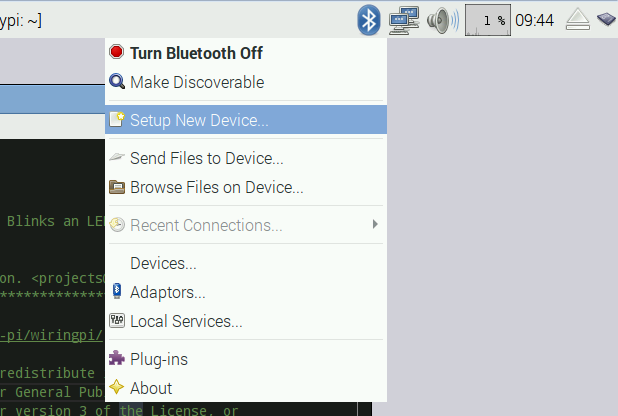 ypi: ~]
1 %
09:44
Turn Bluetooth Off
Make Discoverable
Setup New Device...
Send Files to Device...
Browse Files on Device...
Recent Connections...
Devices...
Adaptors...
Local Services...
Plug-ins
About
Blinks an LE
on. <projects
**************
-pi/wiringpi/
redistribute
r General Pub
r version 3 of the License, or